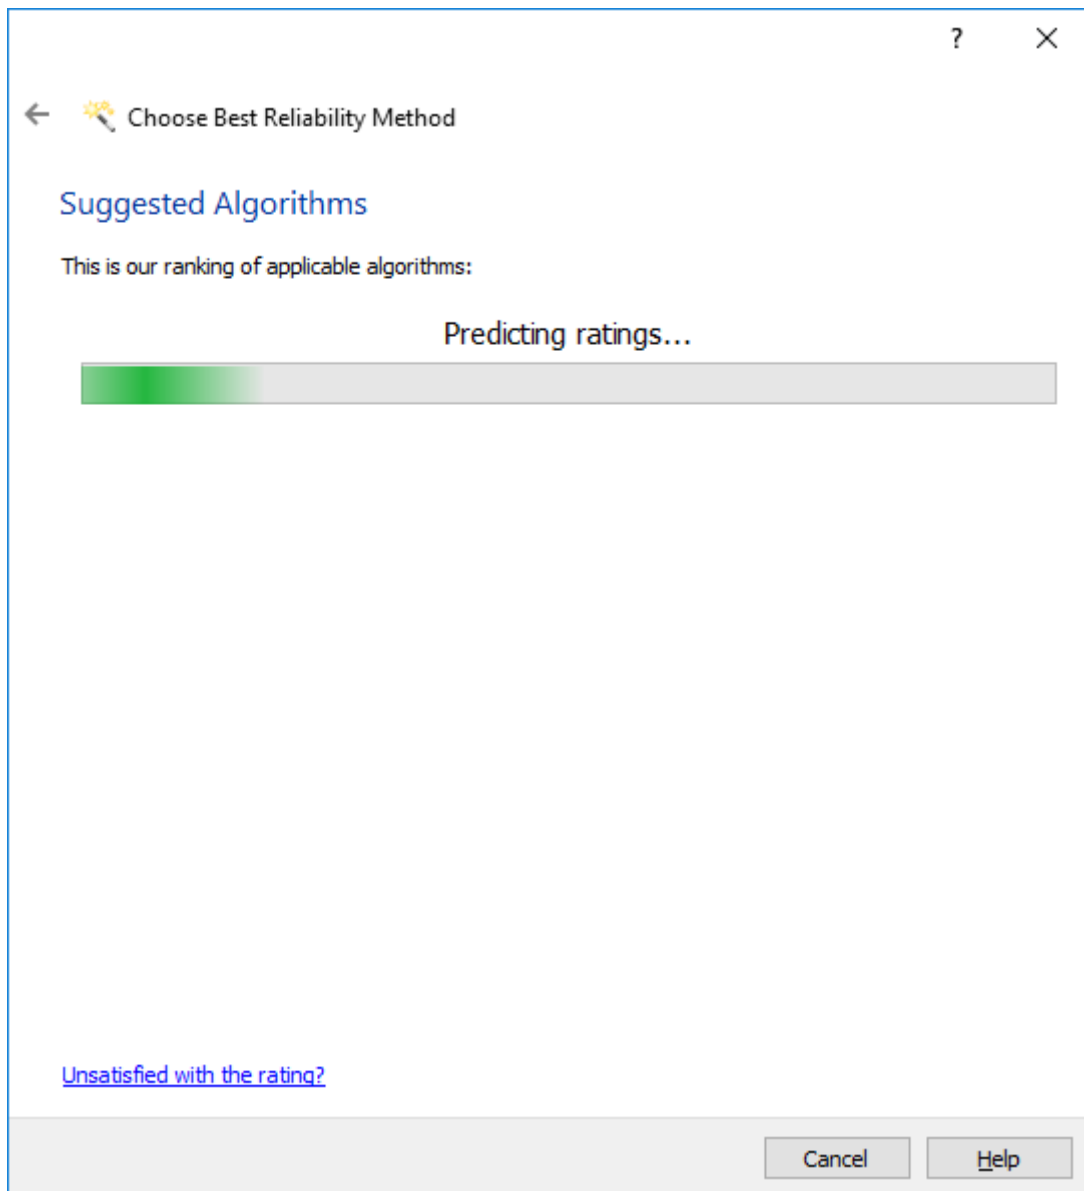 ?
Choose Best Reliability Method
Suggested Algorithms
This is our ranking of applicable algorithms:
Predicting ratings...
Unsatisfied with the rating?
Cancel Help